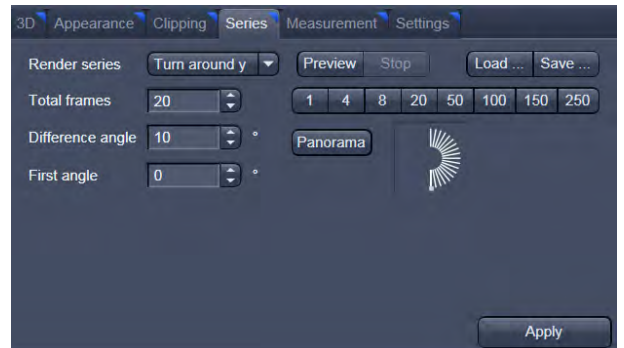 3D Appearance Clipping Series Measurement Settings
Render series Turn around y Preview Stop Load ... Save ...
Total frames 20 1 4 8 20 50 100 150 250
Difference angle 10 ° Panorama
First angle 0 °
Apply